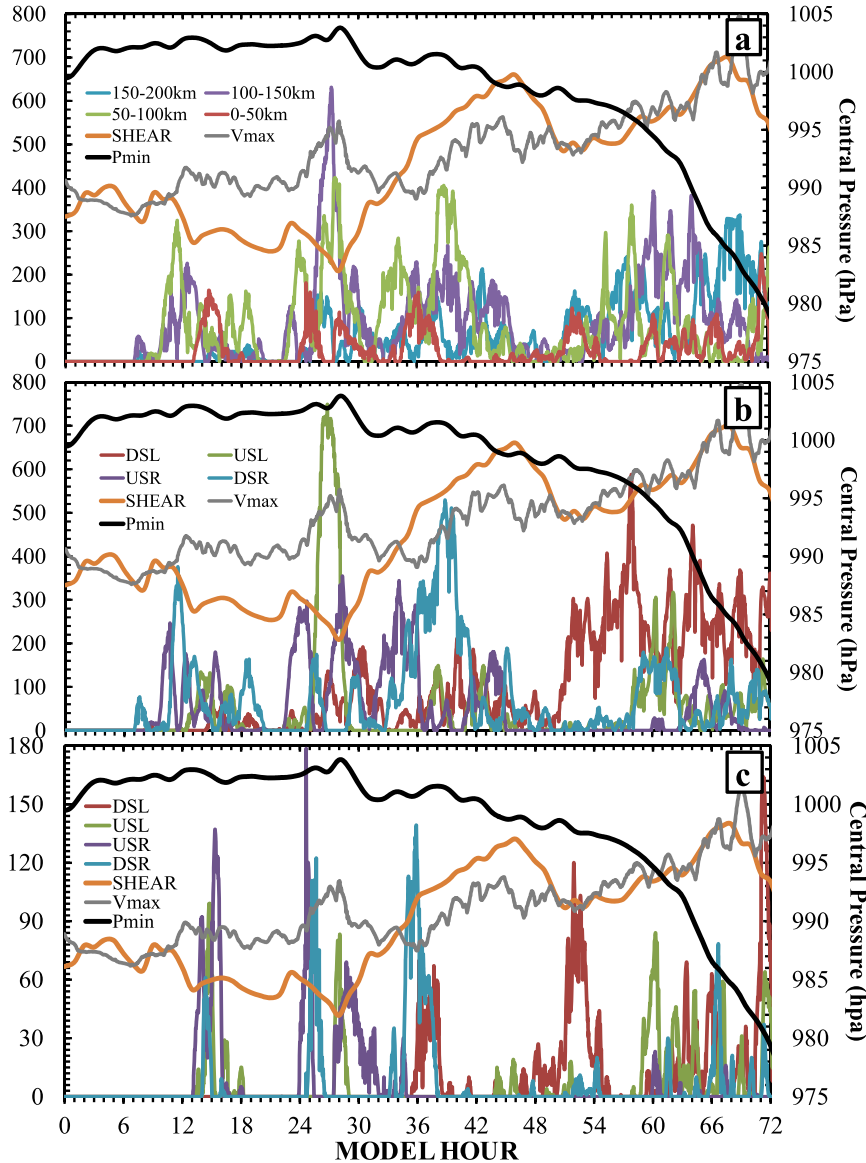 800 1005
a
700
1000
600
150-200km 100-150km
50-100km 0-50km
SHEAR Vmax
Pmin
500 995
400 990
300
985
200
980
100
0 975
Central Pressure (hPa)
800 1005
b
700
1000
600
DSL USL
USR DSR
SHEAR Vmax
Pmin
500 995
400 990
300
985
200
980
100
0 975
Central Pressure (hPa)
180 1005
c
150
1000
DSL
USL
USR
DSR
SHEAR
Vmax
Pmin
120
995
90 990
60
985
30
980
0 975
Central Pressure (hpa)
0 6 12 18 24 30 36 42 48 54 60 66 72
MODEL HOUR